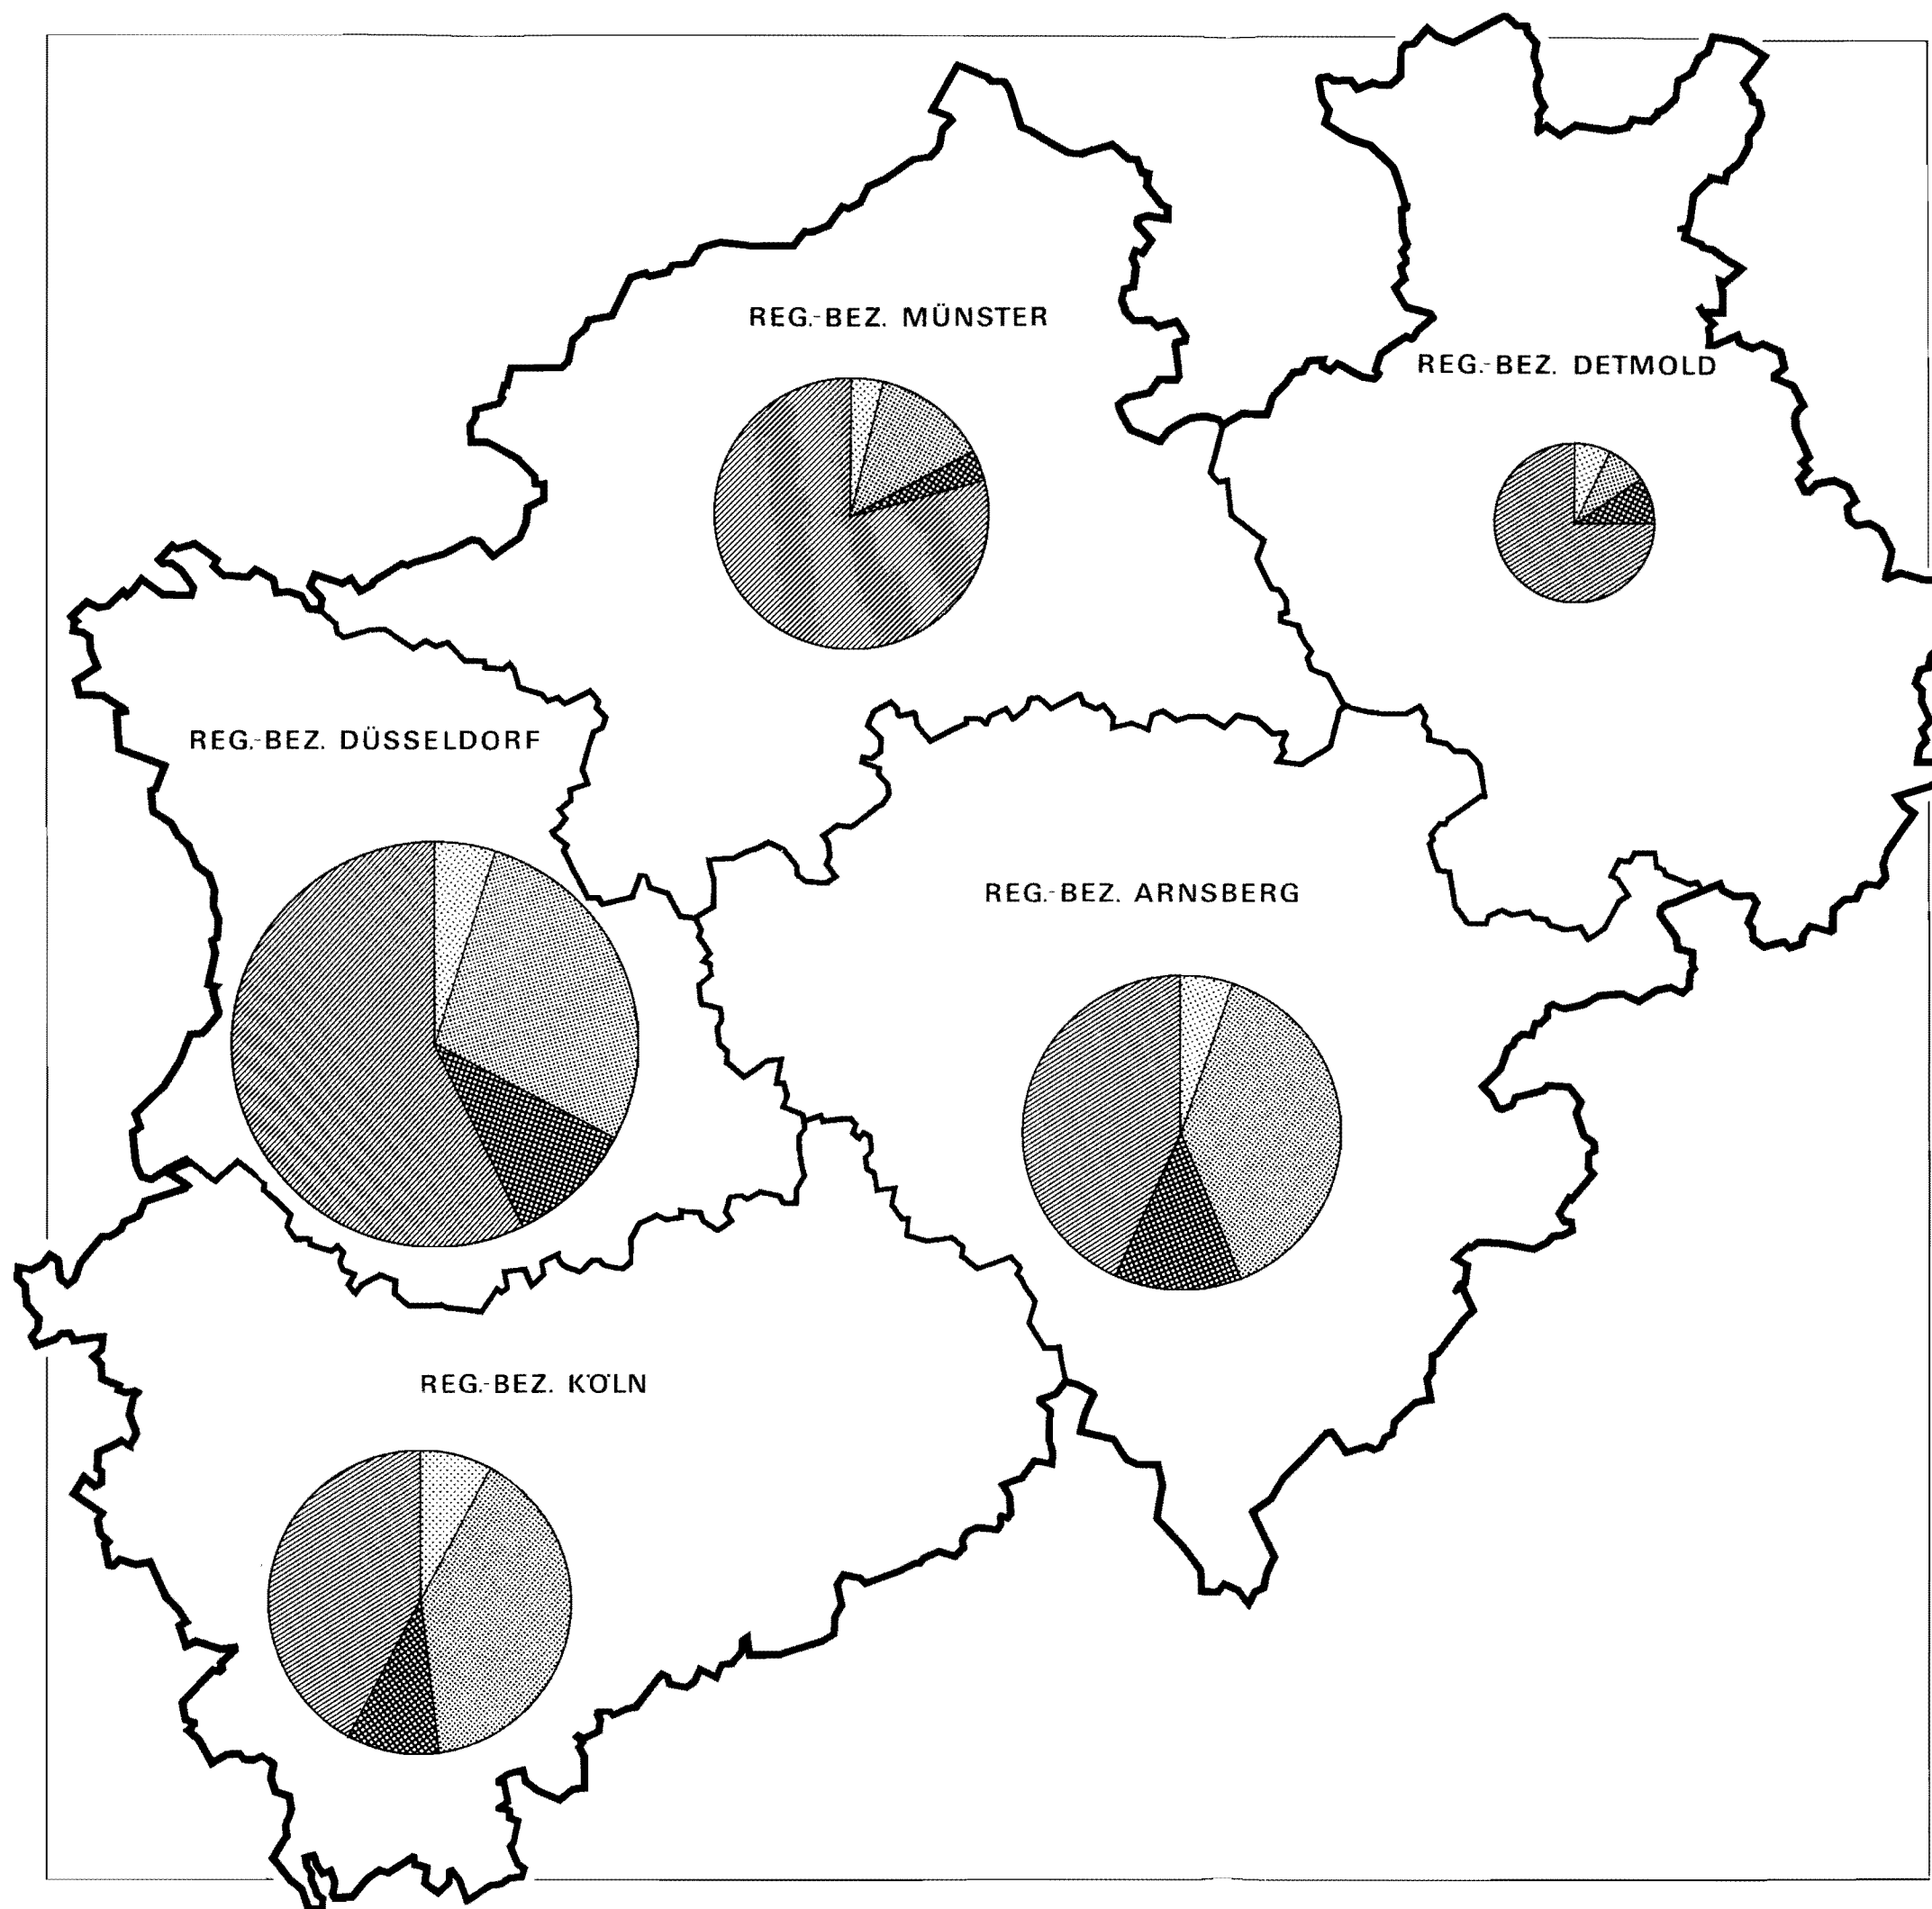 REG.-BEZ. MÜNSTER
REG.-BEZ. DETMOLD
REG.-BEZ. DÜSSELDORF
REG.-BEZ. ARNSBERG
REG.-BEZ. KÖLN